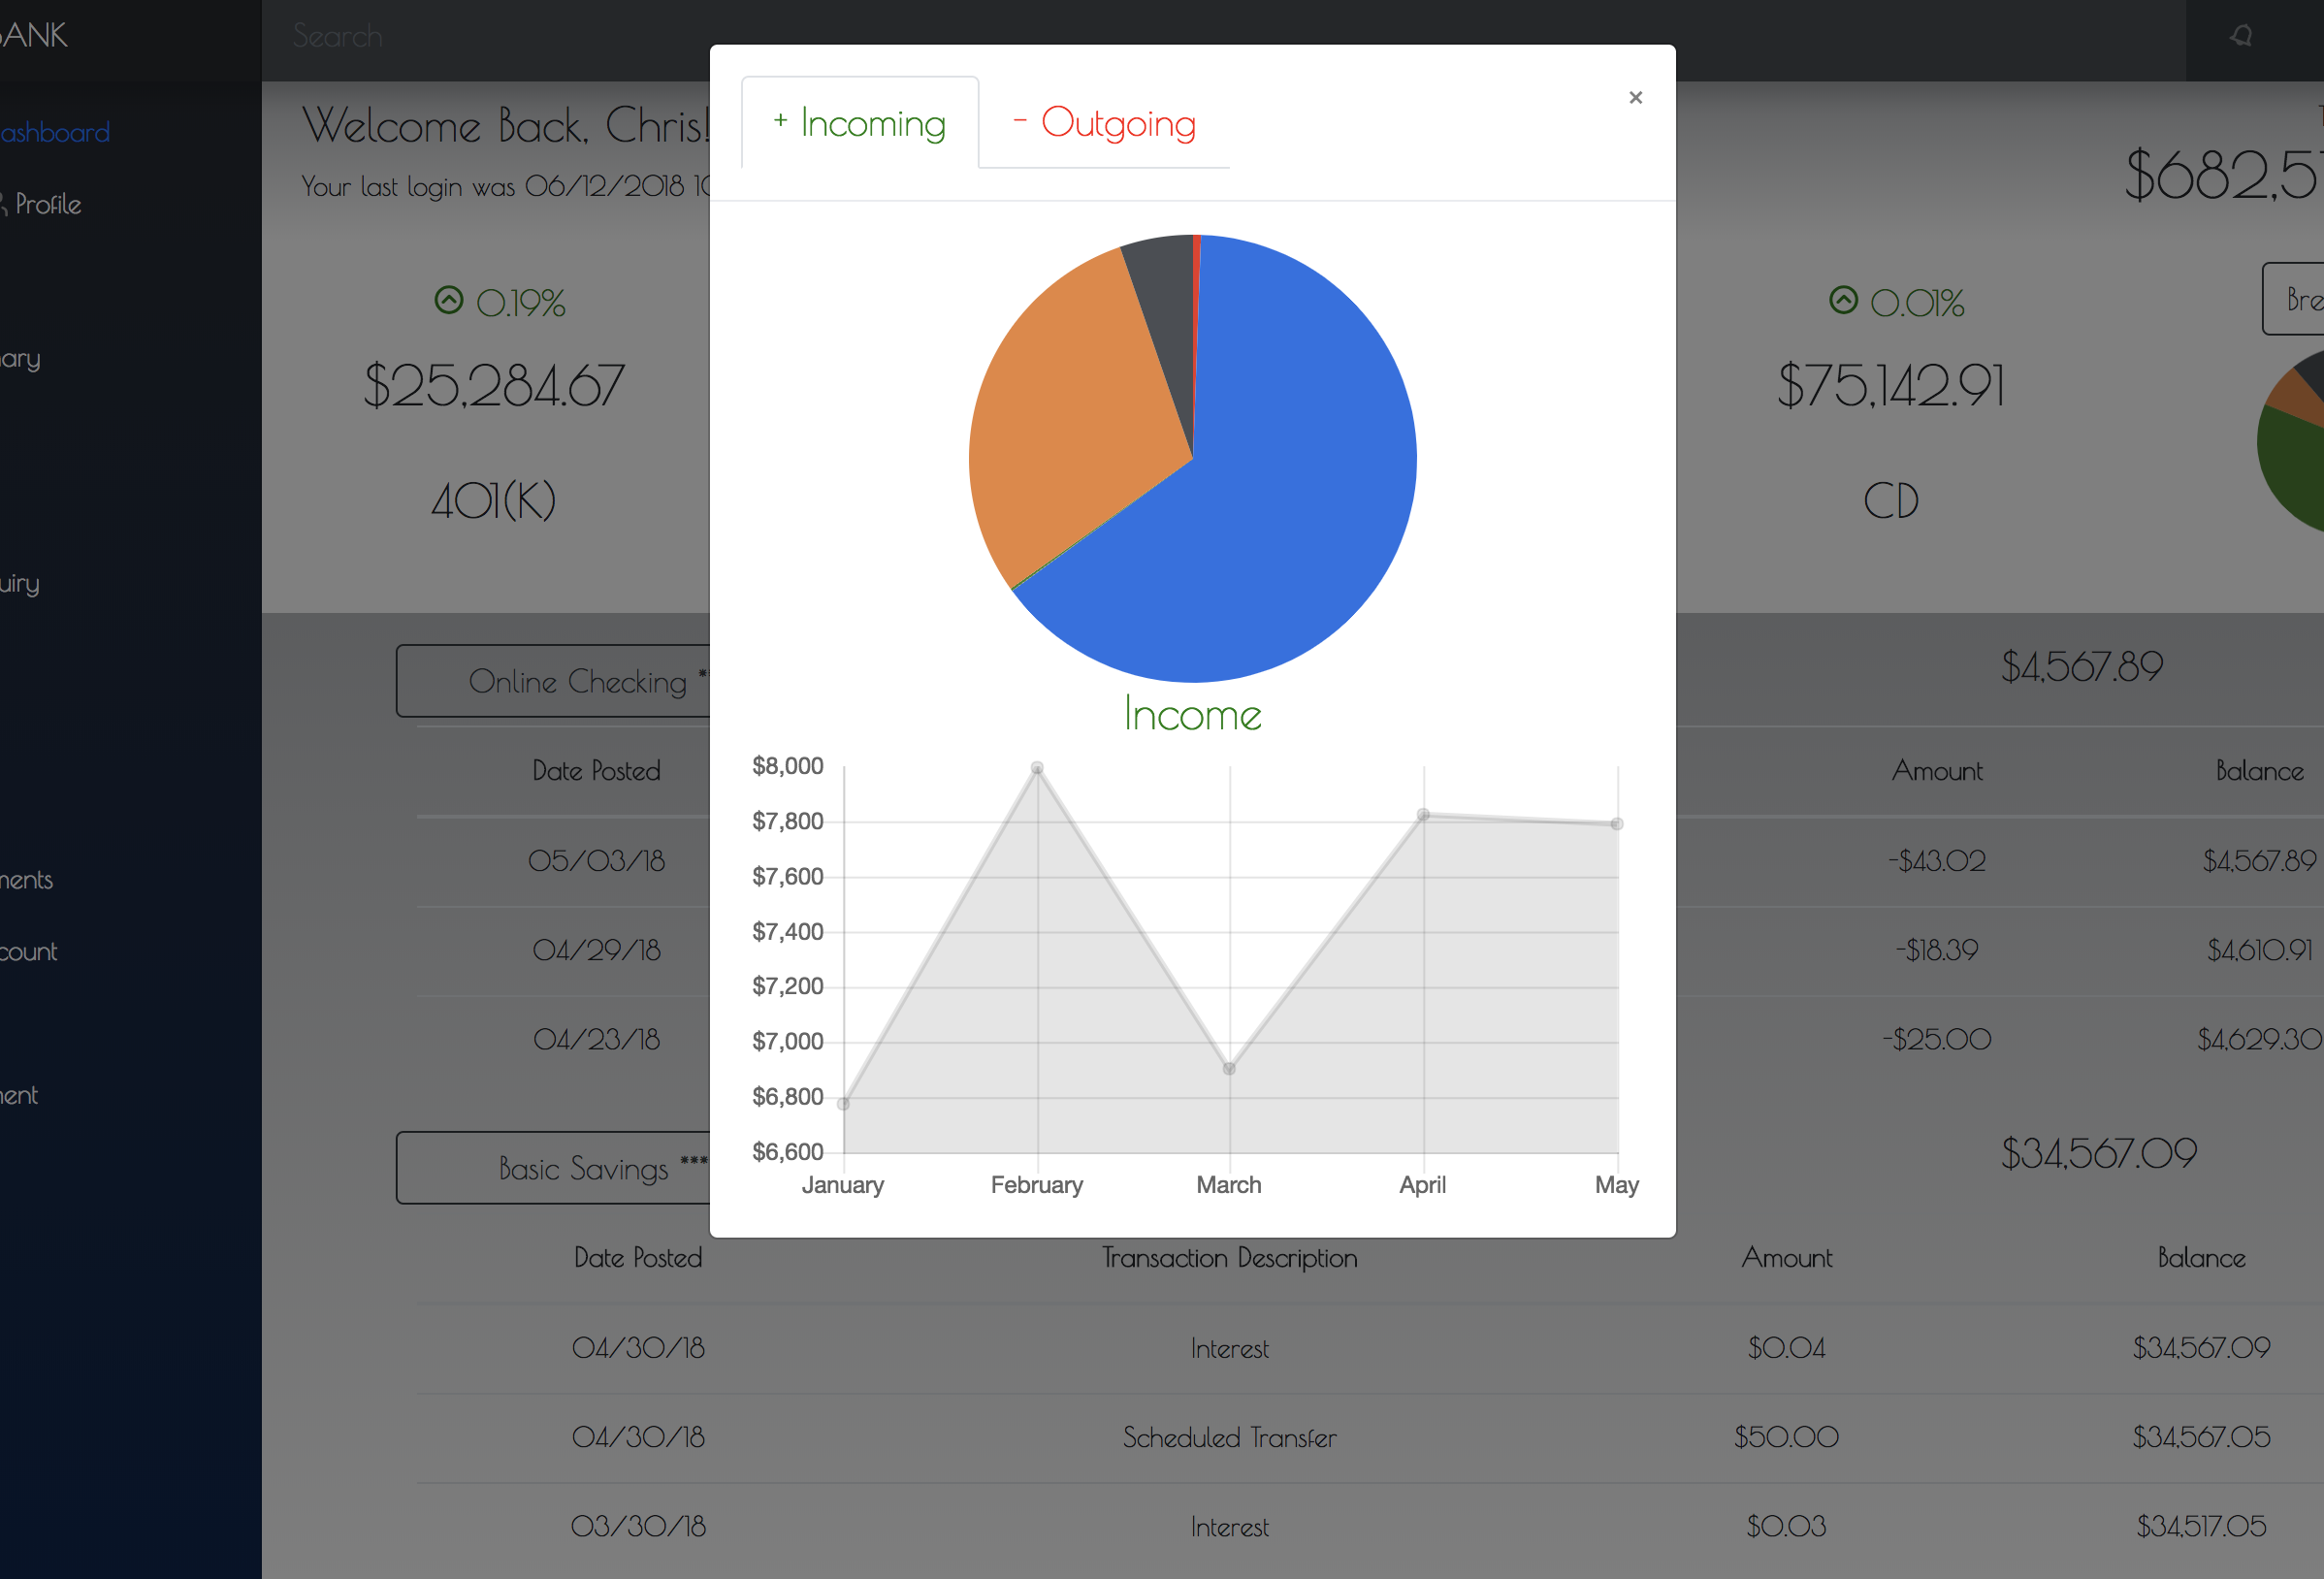 BANK
Search
ashboard
Profile
ary
uiry
ments
count
ment
Welcome Back, Chris!
Your last login was 06/12/2018 10
$682,51
0.19%
$25,284.67
401(K)
0.01%
$75,142.91
CD
Bre
+ Incoming
- Outgoing
×
Income
$8,000
$7,800
$7,600
$7,400
$7,200
$7,000
$6,800
$6,600
January February March April May
Online Checking *
$4,567.89
Date Posted Amount Balance
05/03/18 -$43.02 $4,567.89
04/29/18 -$18.39 $4,610.91
04/23/18 -$25.00 $4,629.30
Basic Savings ***
$34,567.09
Date Posted Transaction Description Amount Balance
04/30/18 Interest $0.04 $34,567.09
04/30/18 Scheduled Transfer $50.00 $34,567.05
03/30/18 Interest $0.03 $34,517.05